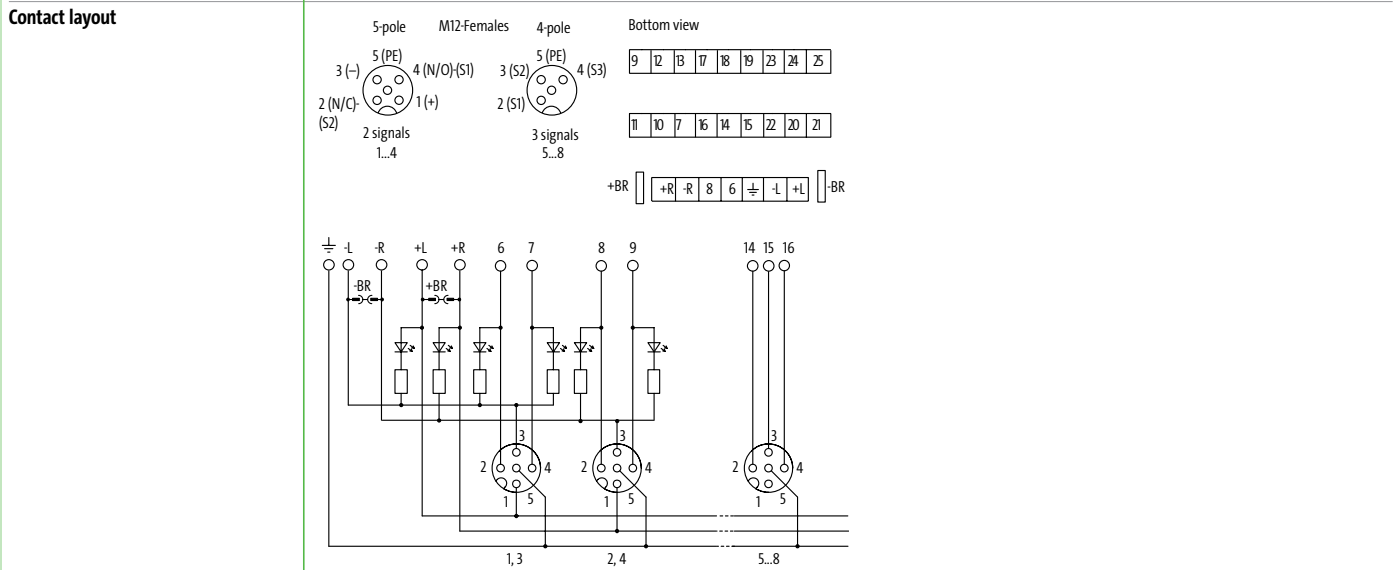 Contact layout
5-pole M12-Females 4-pole Bottom view
5 (PE) 5 (PE)
3 (–) 4 (N/O)-(S1) 3 (S2) 4 (S3)
9 12 13 17 18 19 23 24 25
2 (N/C)- 1 (+) 2 (S1)
(S2)
2 signals 3 signals
1...4 5...8
11 10 7 16 14 15 22 20 21
+BR +R -R 8 6 -L +L -BR
-L -R +L +R 6 7 8 9 14 15 16
-BR +BR
3 3 3
2 4 2 4 2 4
1 5 1 5 1 5
1, 3 2, 4 5...8